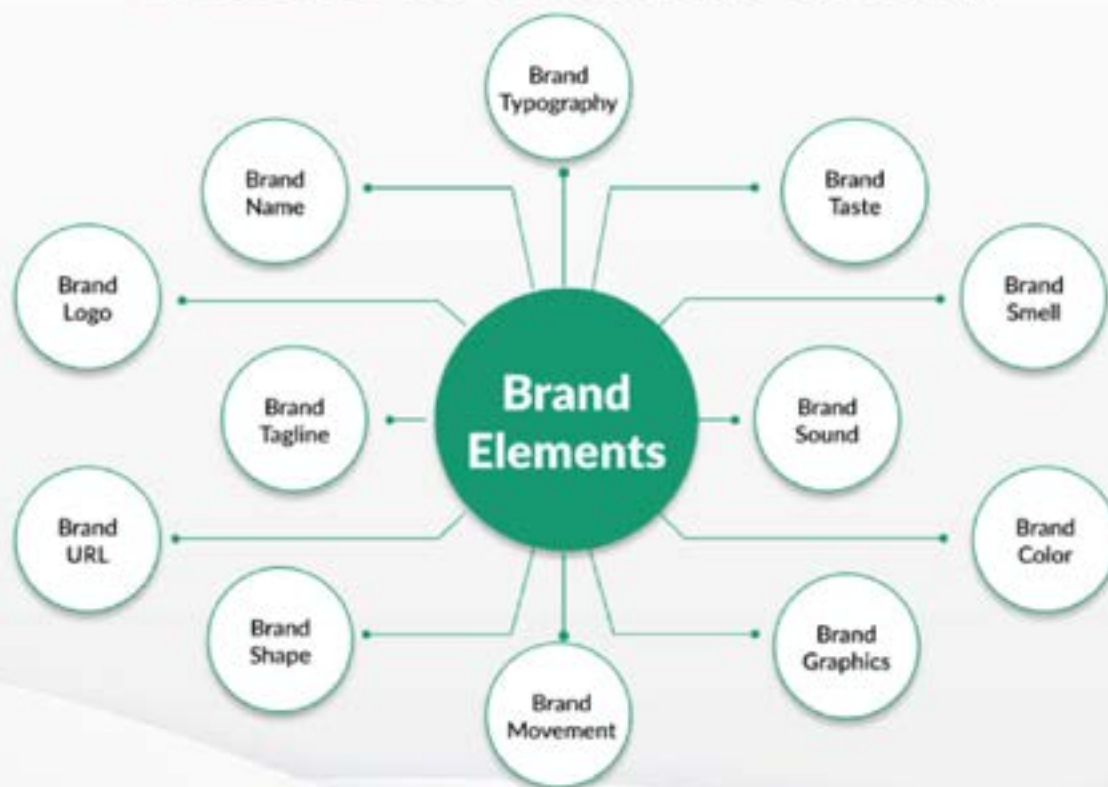 Brand
Typography
Brand
Name
Brand
Taste
Brand
Logo
Brand
Smell
Brand
Elements
Brand
Tagline
Brand
Sound
Brand
URL
Brand
Color
Brand
Shape
Brand
Graphics
Brand
Movement